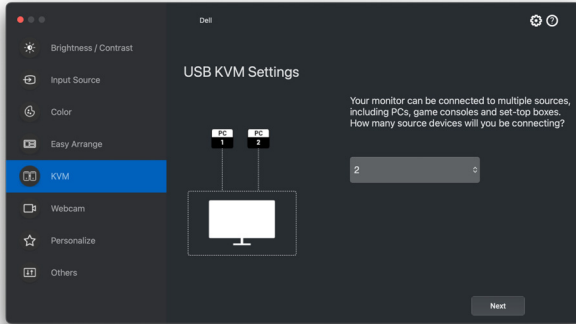 Dell
Brightness / Contrast
Input Source
Color
Easy Arrange
KVM
Webcam
Personalize
Others
USB KVM Settings
PC PC
1 2
Your monitor can be connected to multiple sources,
including PCs, game consoles and set-top boxes.
How many source devices will you be connecting?
2
Next